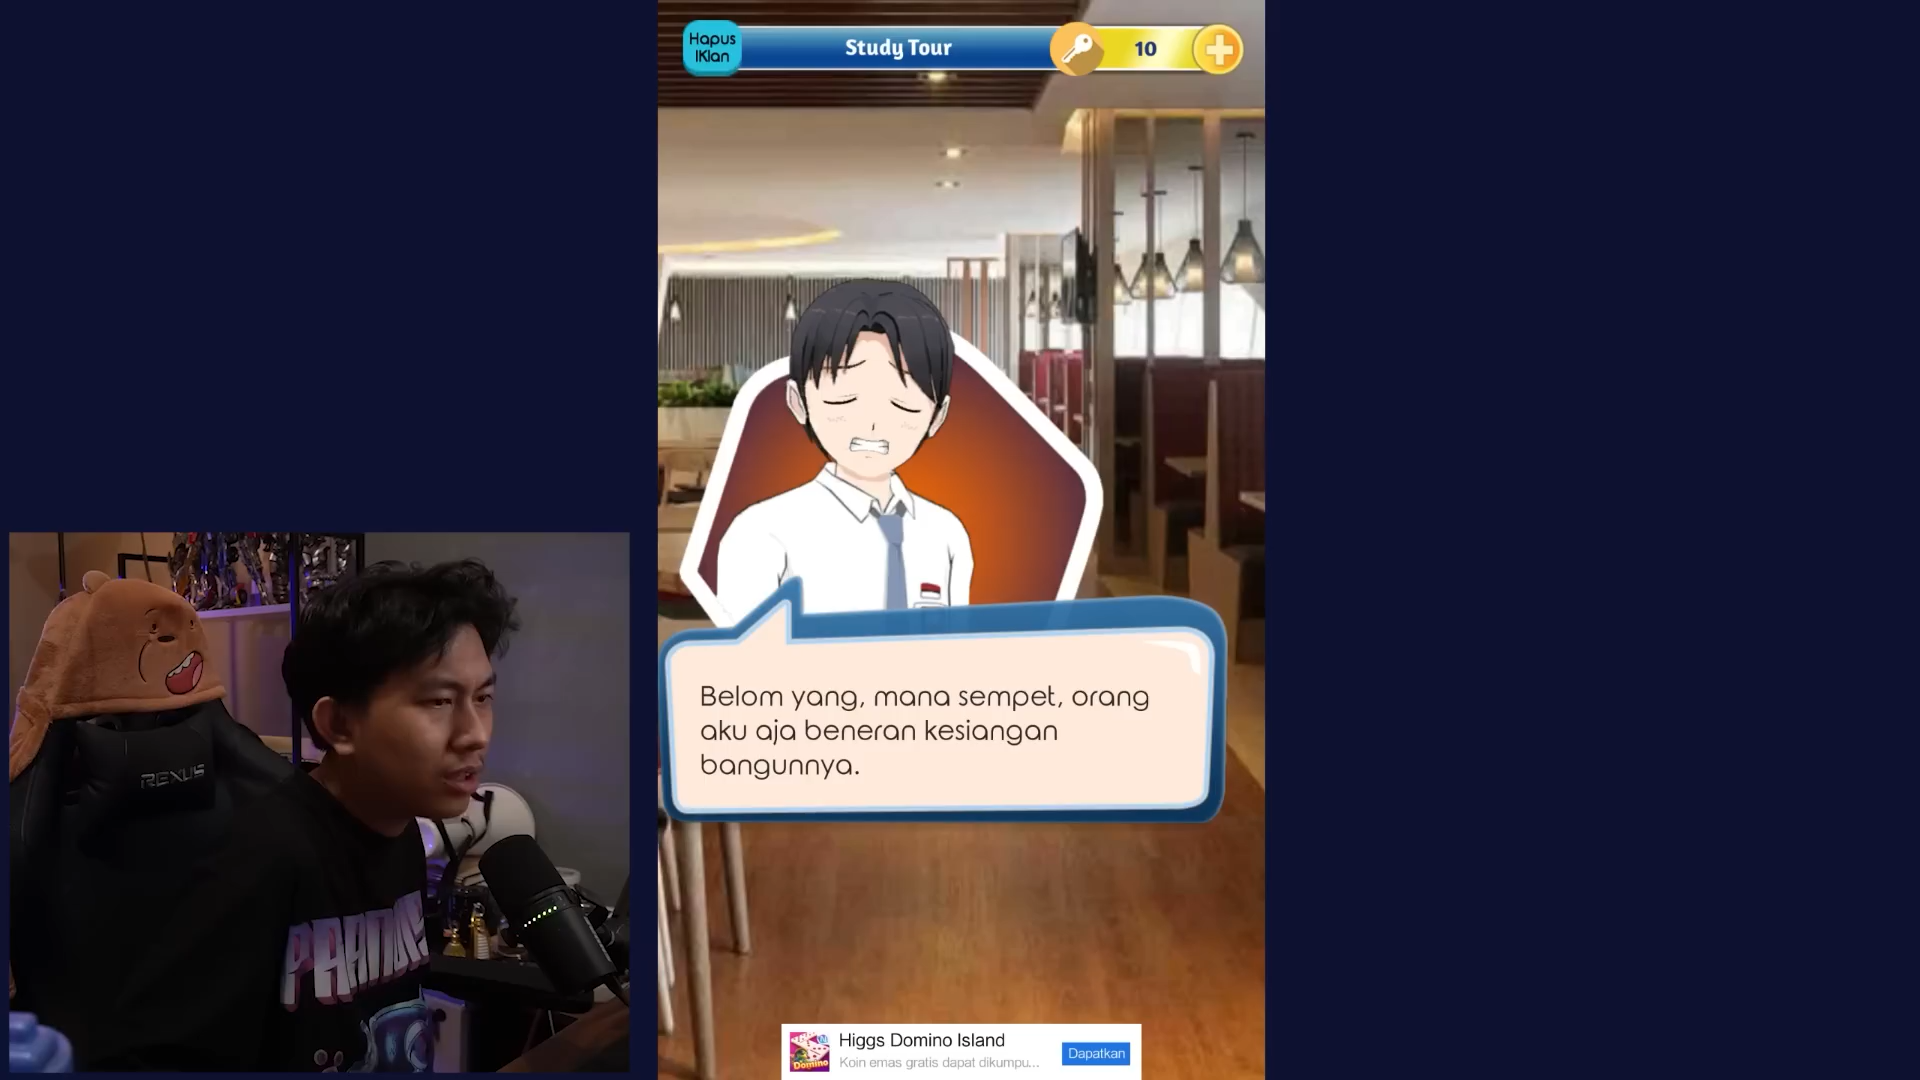 Hapus
IKlan
Study Tour
10
Belom yang, mana sempet, orang
aku aja beneran kesiangan
bangunnya.
REXUS
Higgs Domino Island
Koin emas gratis dapat dikumpu...
Dapatkan
Domino